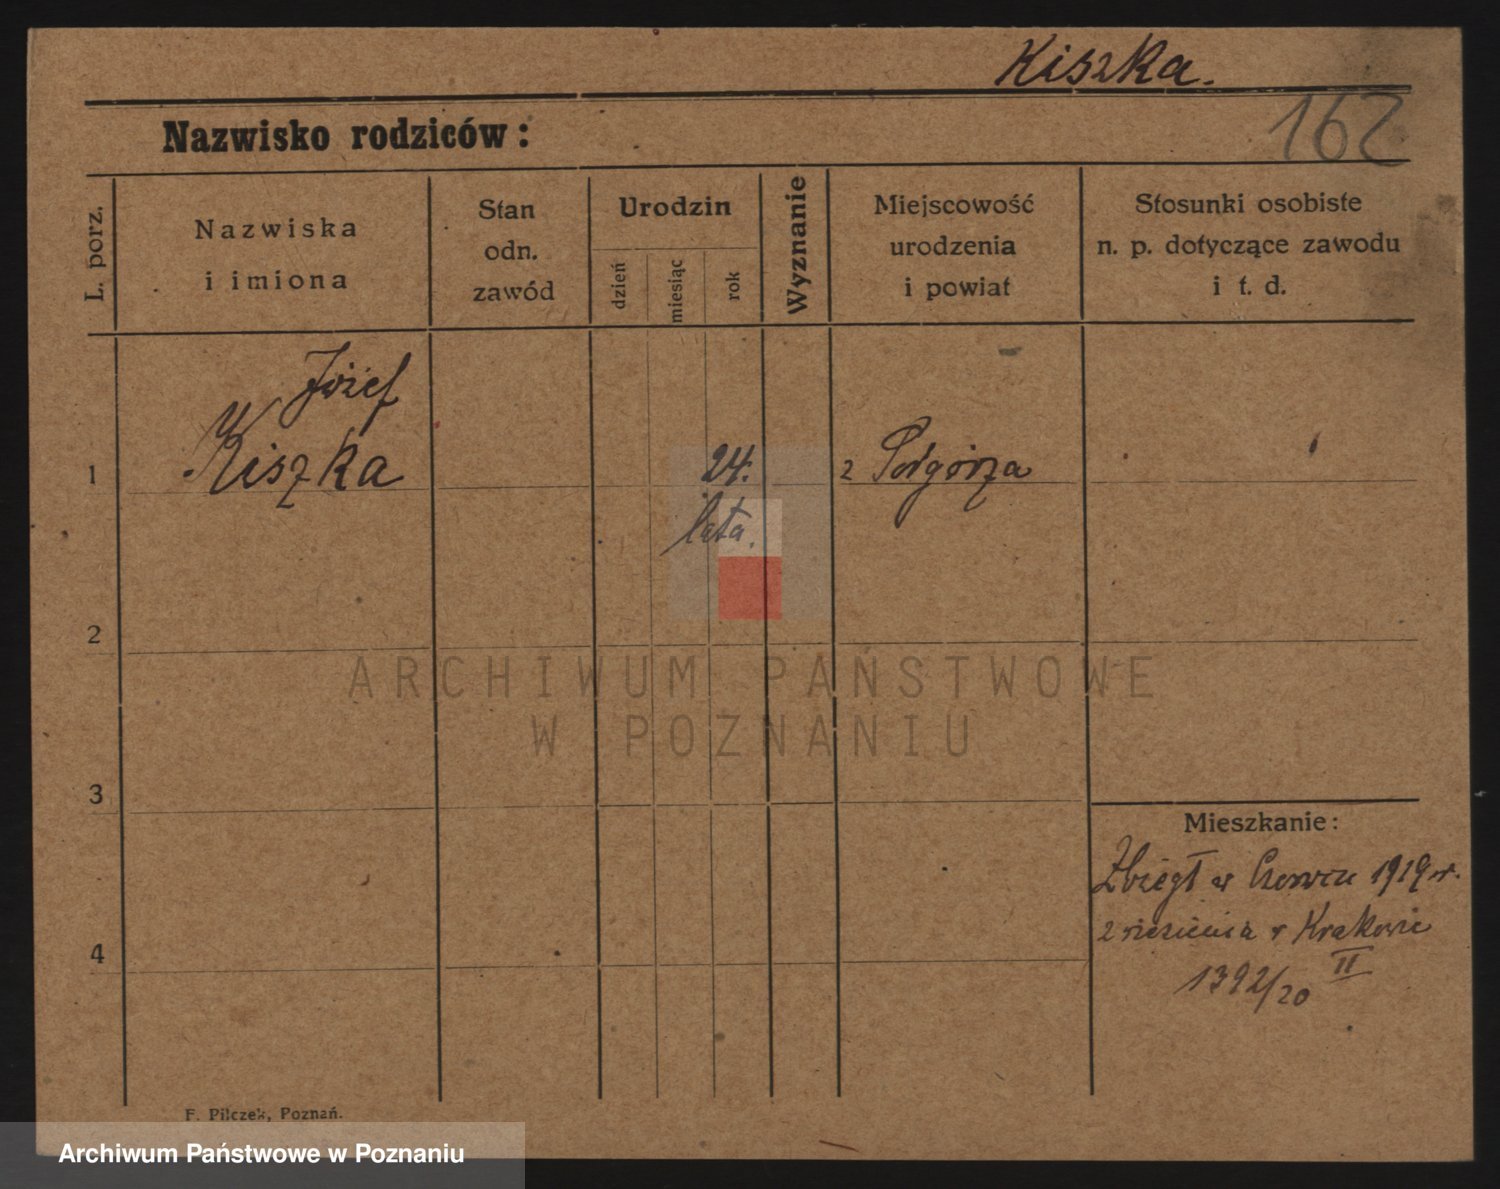 Kiszka.
162
Nazwisko rodziców:
L. porz.
Nazwiska
i imiona
Stan
odn.
zawód
Urodzin
dzień
miesiąc
rok
Wyznanie
Miejscowość
urodzenia
i powiat
Stosunki osobiste
n. p. dotyczące zawodu
i t. d.
Józef
1 Kiszka 24. z Podgórza
lata.
2
ARCHIWUM PAŃSTWOWE
W POZNANIU
3
Mieszkanie:
Zbiegł w Czerwcu 1919 r.
z więzienia w Krakowie
II
1392/20
4
F. Pilczek, Poznań.
Archiwum Państwowe w Poznaniu